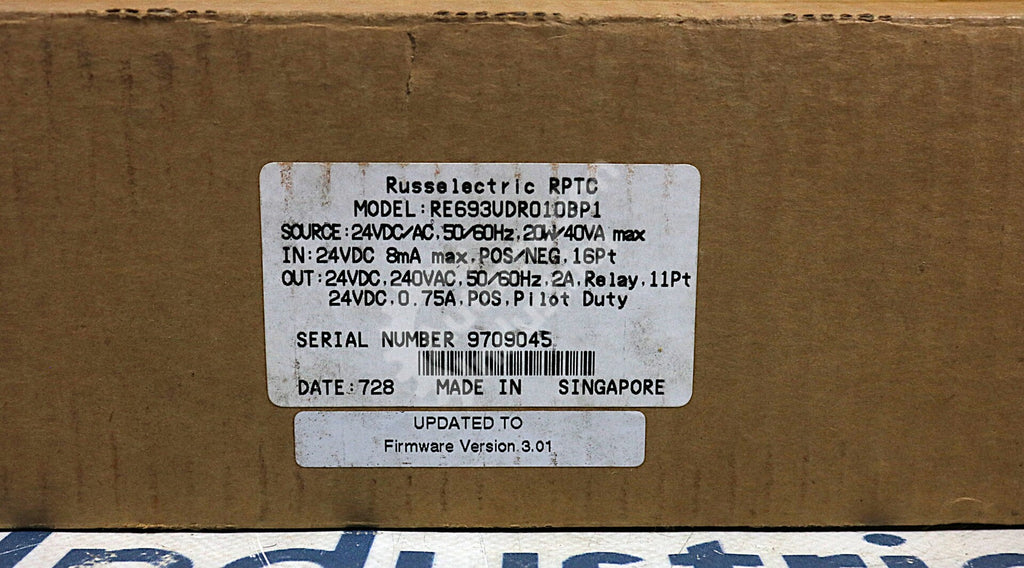 Russelectric RPTC
MODEL:RE693UDR010BP1
SOURCE:24VDC/AC,50/60Hz,20W/40VA max
IN:24VDC 8mA max,POS/NEG,16Pt
OUT:24VDC,240VAC,50/60Hz,2A,Relay,11Pt
24VDC,0.75A,POS,Pilot Duty
SERIAL NUMBER 9709045
DATE:728 MADE IN SINGAPORE
UPDATED TO
Firmware Version 3.01